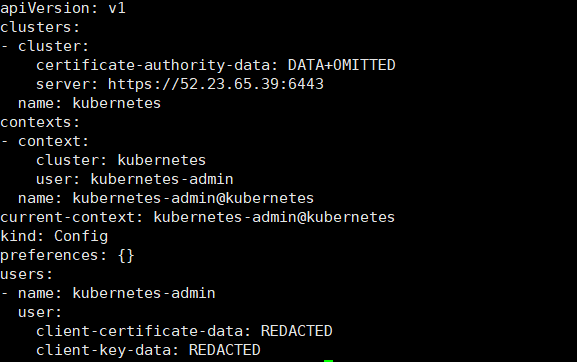 apiVersion: v1
clusters:
- cluster:
    certificate-authority-data: DATA+OMITTED
    server: https://52.23.65.39:6443
  name: kubernetes
contexts:
- context:
    cluster: kubernetes
    user: kubernetes-admin
  name: kubernetes-admin@kubernetes
current-context: kubernetes-admin@kubernetes
kind: Config
preferences: {}
users:
- name: kubernetes-admin
  user:
    client-certificate-data: REDACTED
    client-key-data: REDACTED